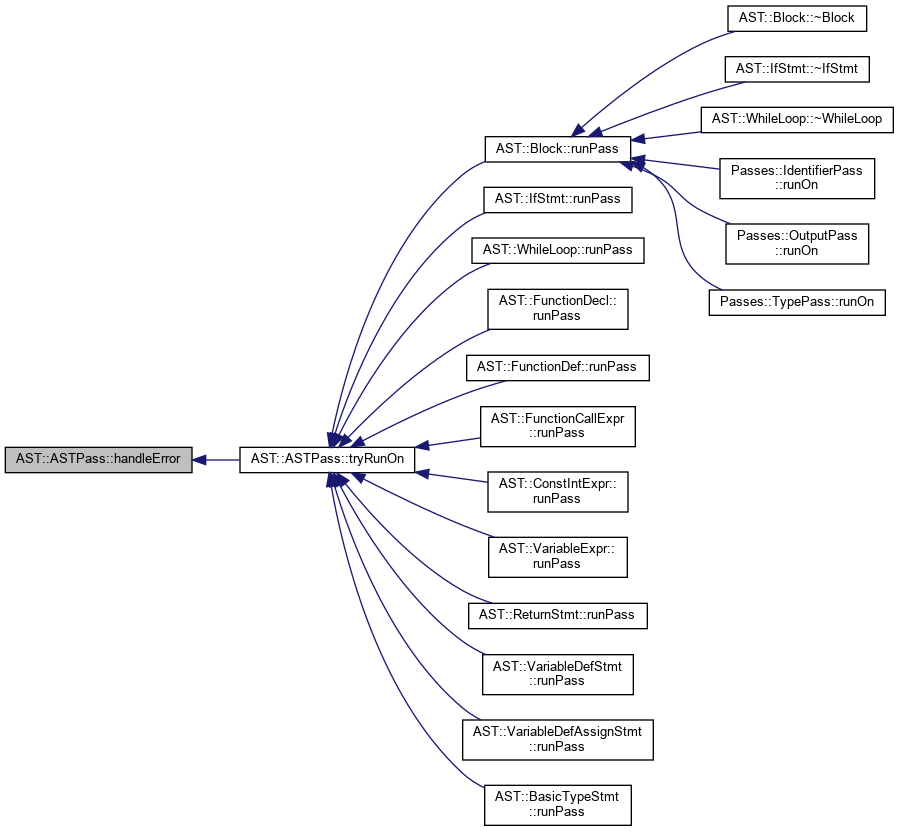 AST::Block::~Block
AST::IfStmt::~IfStmt
AST::WhileLoop::~WhileLoop
AST::Block::runPass
Passes::IdentifierPass
::runOn
AST::IfStmt::runPass
Passes::OutputPass
::runOn
AST::WhileLoop::runPass
Passes::TypePass::runOn
AST::FunctionDecl::
runPass
AST::FunctionDef::runPass
AST::FunctionCallExpr
::runPass
AST::ASTPass::handleError
AST::ASTPass::tryRunOn
AST::ConstIntExpr::
runPass
AST::VariableExpr::
runPass
AST::ReturnStmt::runPass
AST::VariableDefStmt
::runPass
AST::VariableDefAssignStmt
::runPass
AST::BasicTypeStmt
::runPass